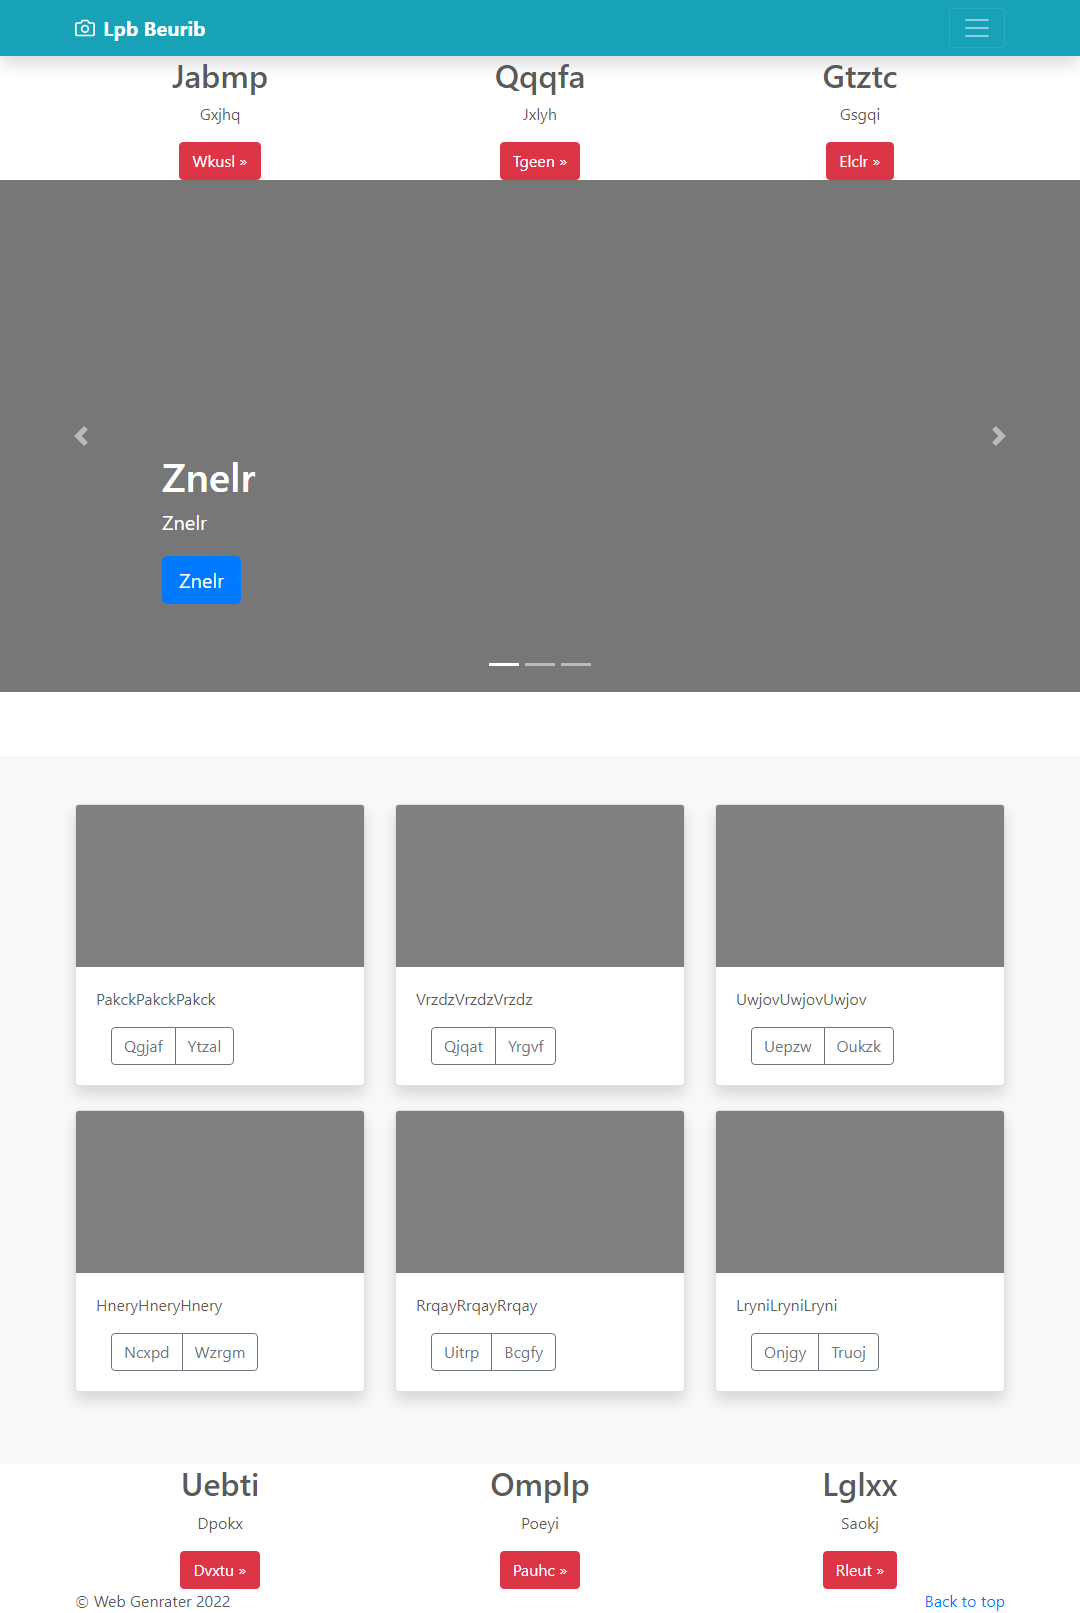 Lpb Beurib
Jabmp
Gxjhq
Wkusl »
Qqqfa
Jxlyh
Tgeen »
Gtztc
Gsgqi
Elclr »
Znelr
Znelr
Znelr
PakckPakckPakck
Qgjaf Ytzal
VrzdzVrzdzVrzdz
Qjqat Yrgvf
UwjovUwjovUwjov
Uepzw Oukzk
HneryHneryHnery
Ncxpd Wzrgm
RrqayRrqayRrqay
Uitrp Bcgfy
LryniLryniLryni
Onjgy Truoj
Uebti
Dpokx
Dvxtu »
Omplp
Poeyi
Pauhc »
Lglxx
Saokj
Rleut »
© Web Genrater 2022
Back to top